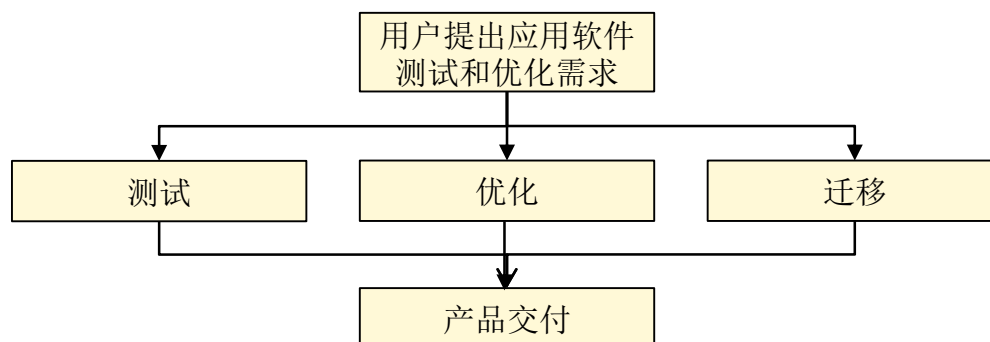 用户提出应用软件
测试和优化需求
测试
优化
迁移
产品交付